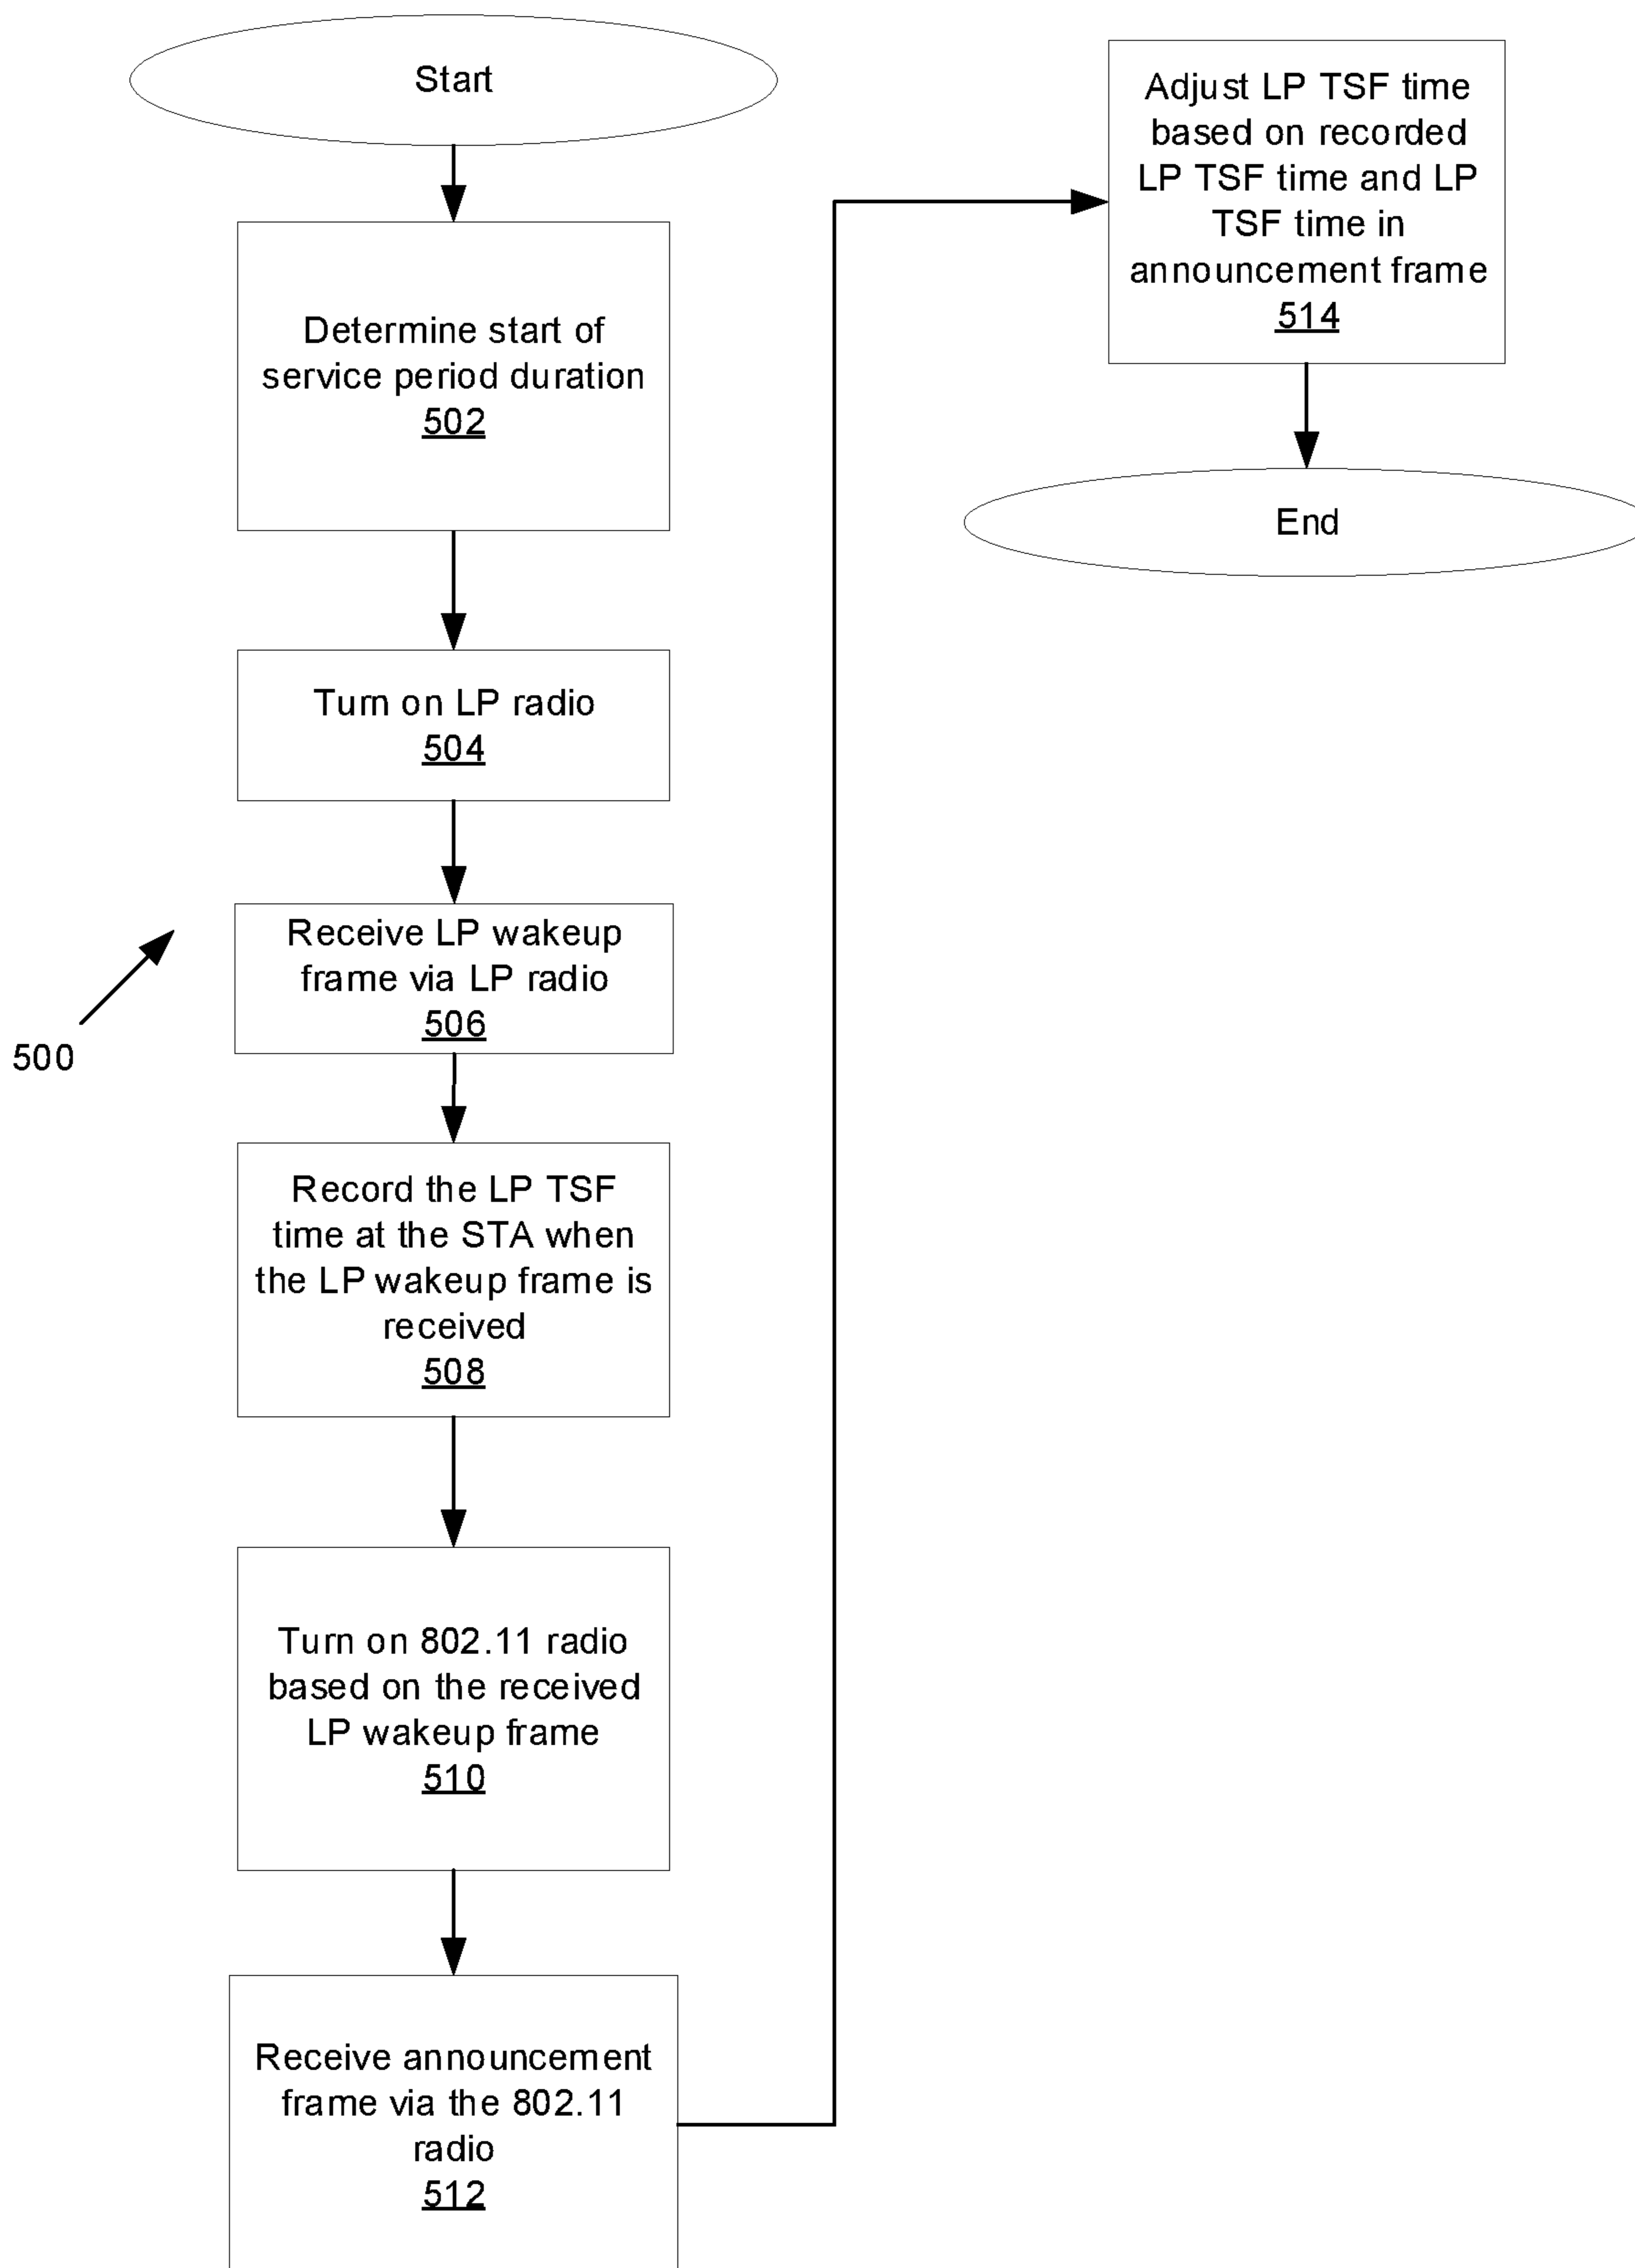 Start
Determine start of
service period duration
502
Turn on LP radio
504
Receive LP wakeup
frame via LP radio
506
500
Record the LP TSF
time at the STA when
the LP wakeup frame is
received
508
Turn on 802.11 radio
based on the received
LP wakeup frame
510
Receive announcement
frame via the 802.11
radio
512
Adjust LP TSF time
based on recorded
LP TSF time and LP
TSF time in
announcement frame
514
End